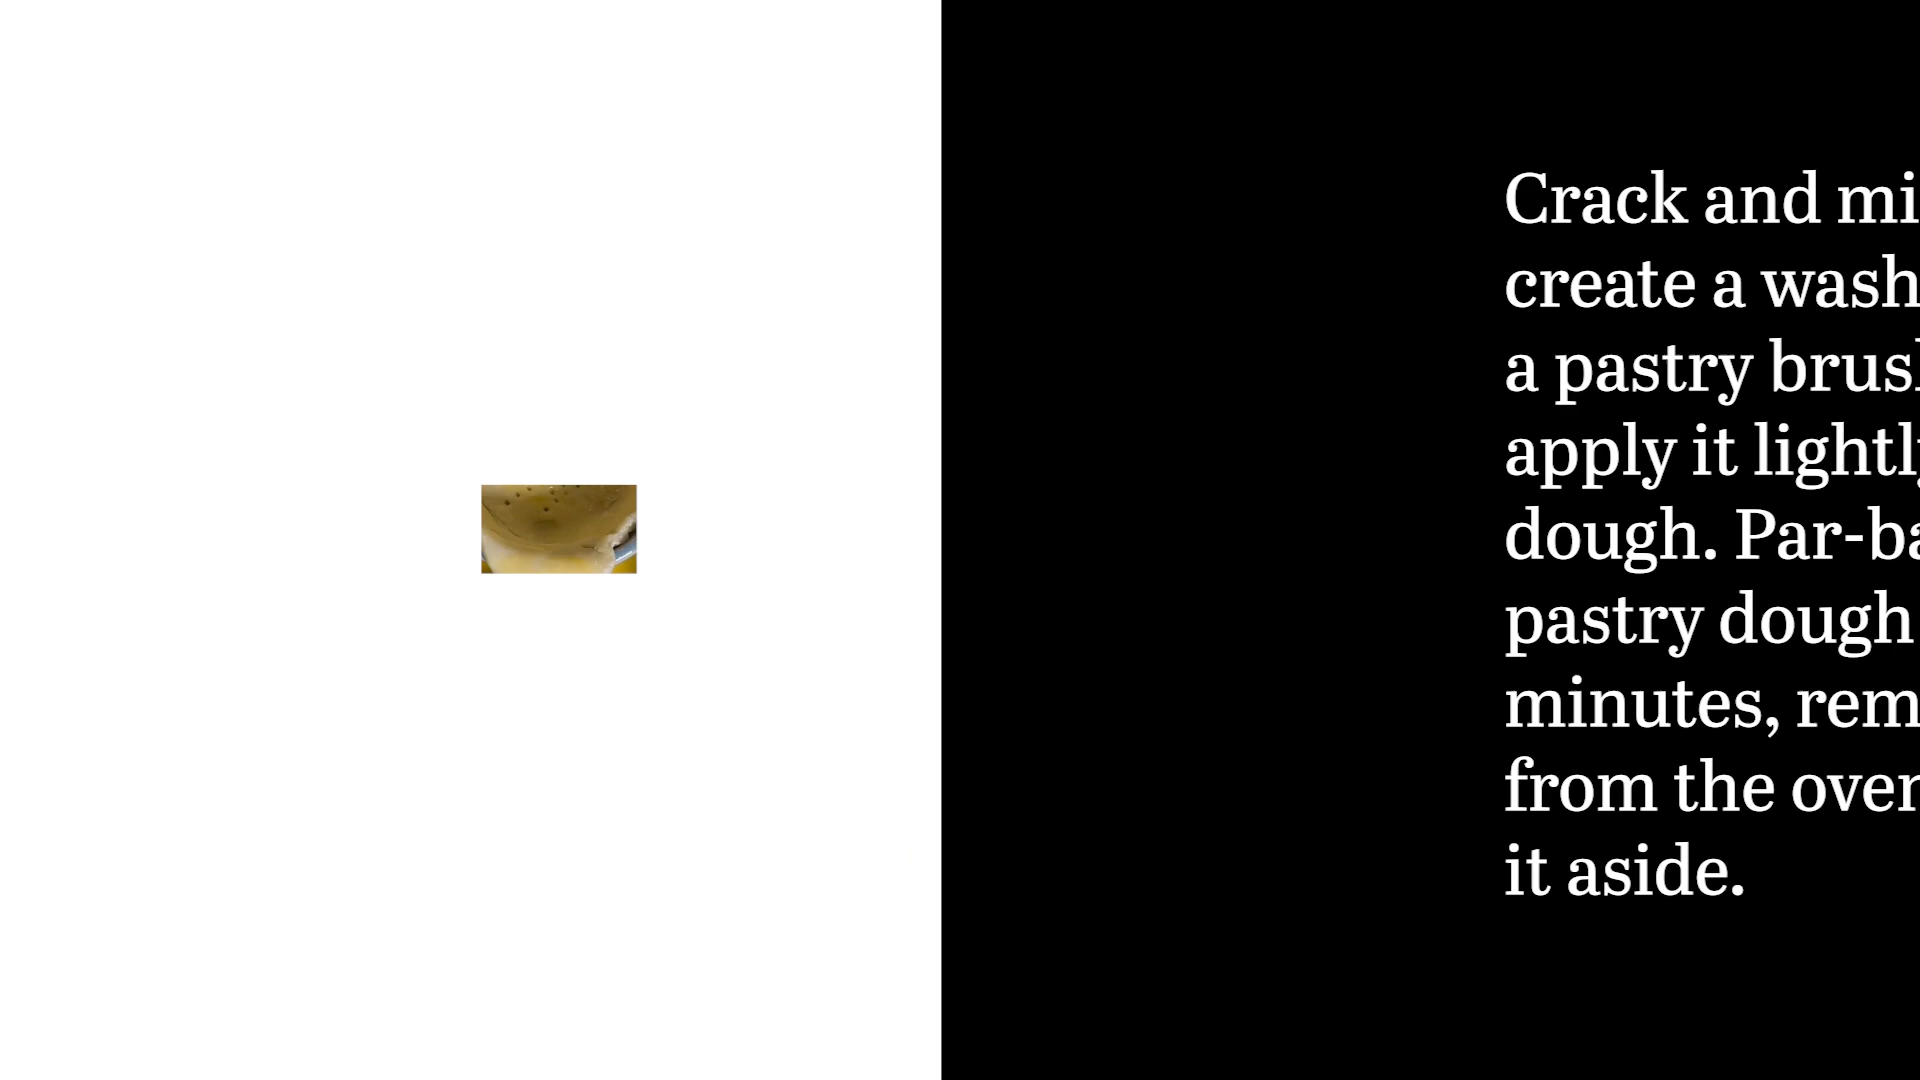 Crack and mi
create a wash
a pastry brus
apply it lightl
dough. Par-ba
pastry dough
minutes, rem
from the over
it aside.